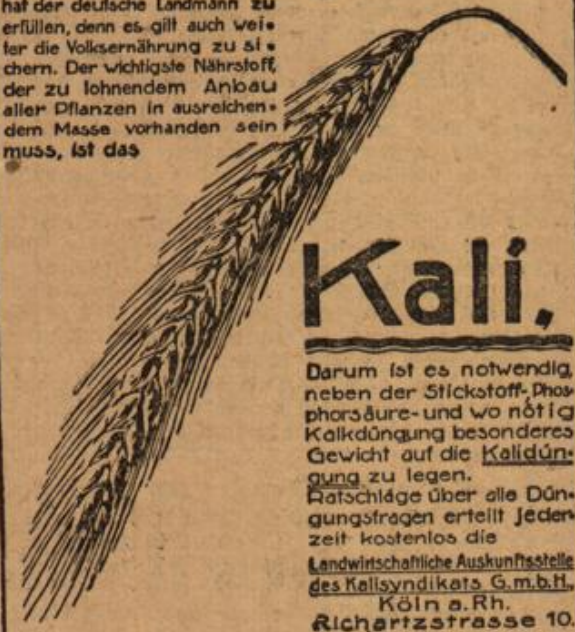 hat der deutsche Landmann zu
erfüllen, denn es gilt auch wei-
ter die Volksernährung zu si-
chern. Der wichtigste Nährstoff,
der zu lohnendem Anbau
aller Pflanzen in ausreichen-
dem Masse vorhanden sein
muss, ist das
Kali,
Darum ist es notwendig,
neben der Stickstoff-, Phos-
phorsäure- und wo nötig
Kalkdüngung besonderes
Gewicht auf die Kalidün-
gung zu legen.
Ratschläge über alle Dün-
gungsfragen erteilt jeder-
zeit kostenlos die
Landwirtschaftliche Auskunftsstelle
des Kalisyndikats G.m.b.H.,
Köln a. Rh.
Richartzstrasse 10.